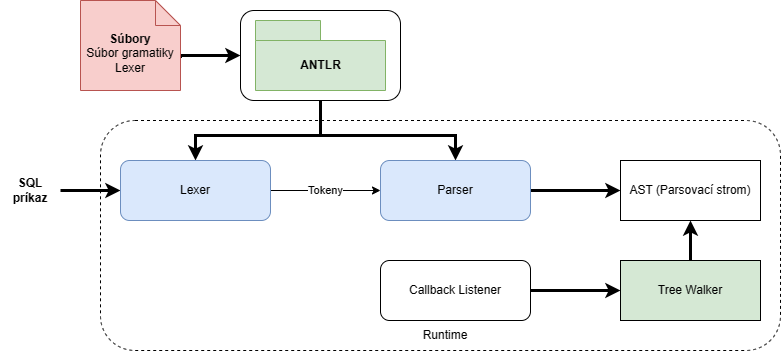 Súbory
Súbor gramatiky
Lexer
ANTLR
SQL
príkaz
Lexer
Tokeny
Parser
AST (Parsovací strom)
Callback Listener
Tree Walker
Runtime